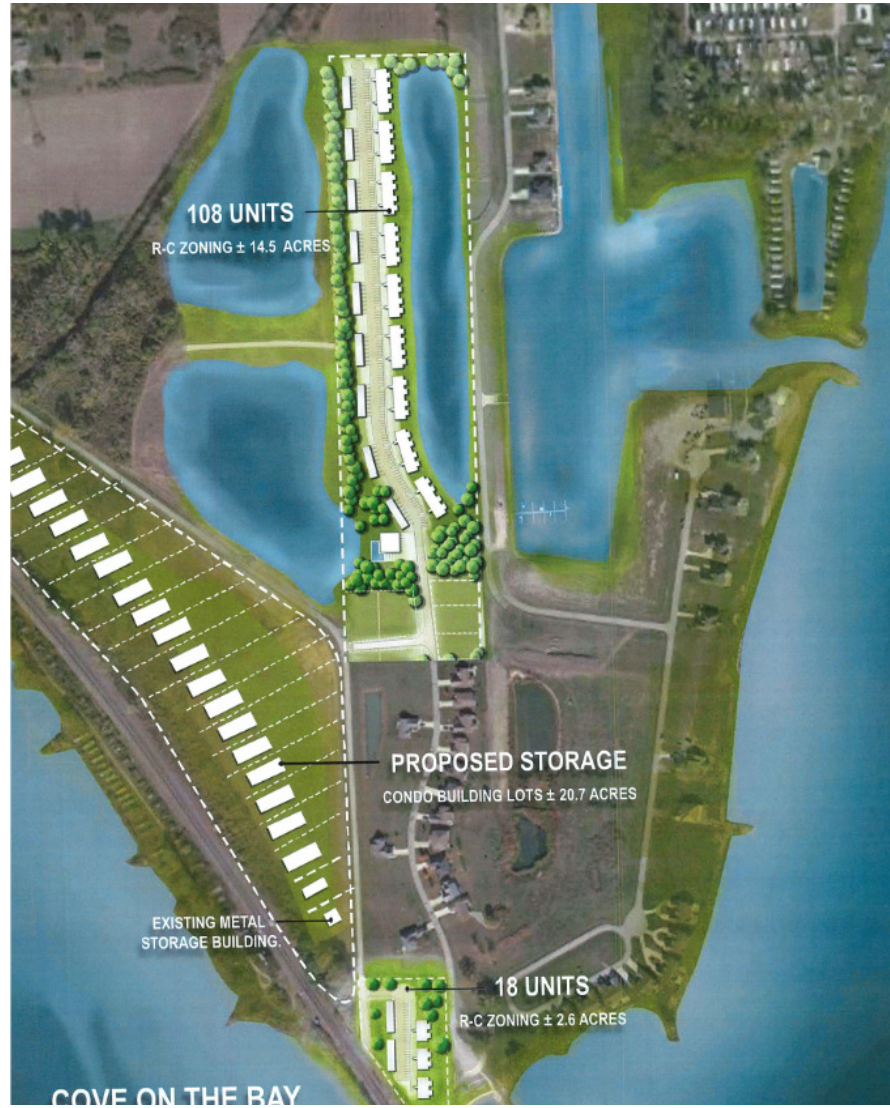 108 UNITS
R-C ZONING ± 14.5 ACRES
PROPOSED STORAGE
CONDO BUILDING LOTS ± 20.7 ACRES
EXISTING METAL
STORAGE BUILDING.
18 UNITS
R-C ZONING ± 2.6 ACRES
COVE ON THE BAY